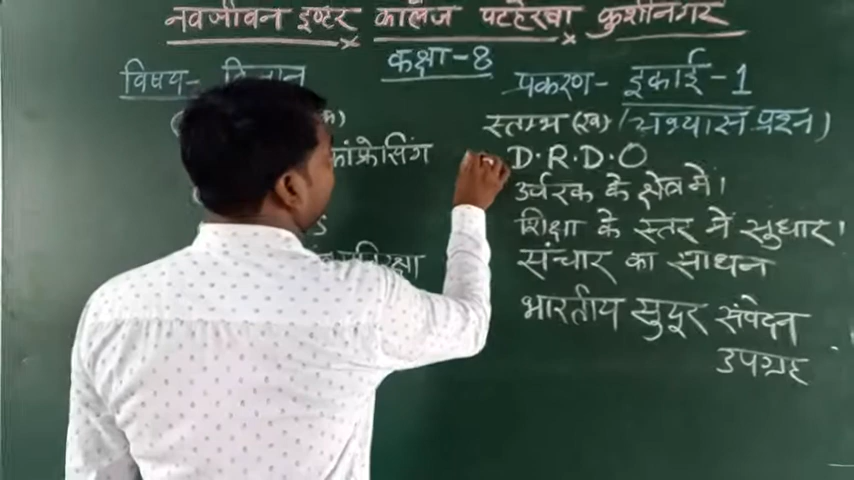 नवजीवन इण्टर कालेज पटहेरवा कुशीनगर
कक्षा-8
विषय- विज्ञान
प्रकरण- इकाई-1
स्तम्भ (ख) (अभ्यास प्रश्न)
कांफ्रेसिंग
D.R.D.O
उर्वरक के क्षेत्र में।
शिक्षा के स्तर में सुधार।
संचार का साधन
भारतीय सुदूर संवेदन
उपग्रह